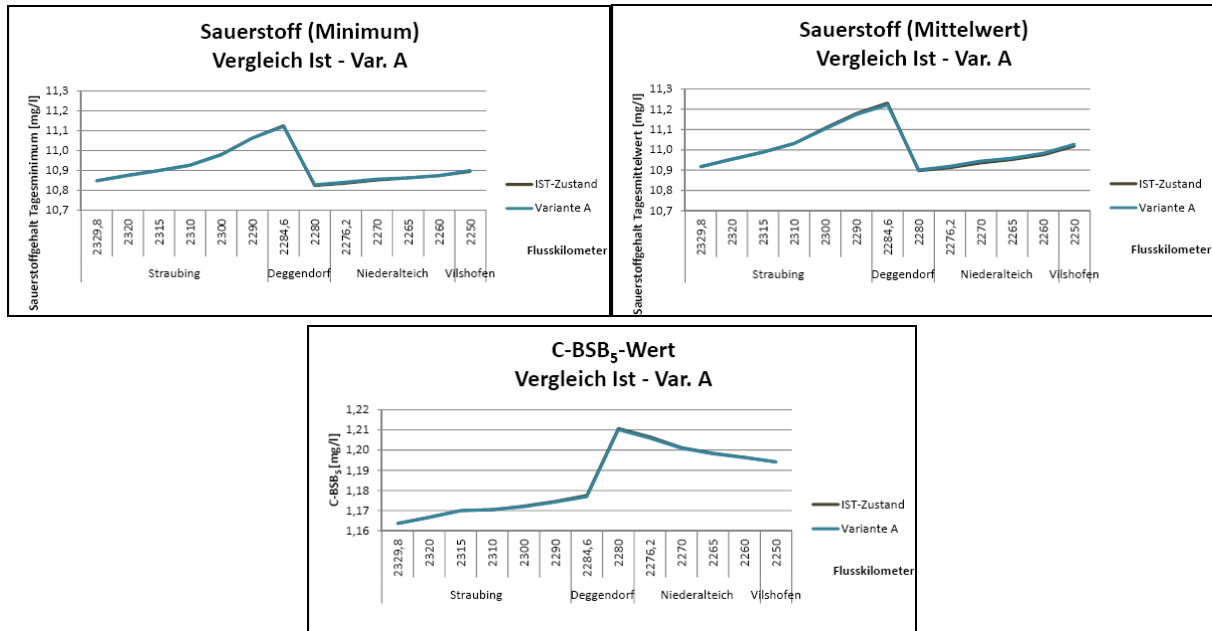 Sauerstoff (Minimum)
Vergleich Ist - Var. A
Sauerstoffgehalt Tagesminimum [mg/l]
11,3
11,2
11,1
11,0
10,9
10,8
10,7
2329,8
2320
2315
2310
2300
2290
2284,6
2280
2276,2
2270
2265
2260
2250
Straubing
Deggendorf
Niederalteich
Vilshofen
IST-Zustand
Variante A
Flusskilometer
Sauerstoff (Mittelwert)
Vergleich Ist - Var. A
Sauerstoffgehalt Tagesmittelwert [mg/l]
11,3
11,2
11,1
11,0
10,9
10,8
10,7
2329,8
2320
2315
2310
2300
2290
2284,6
2280
2276,2
2270
2265
2260
2250
Straubing
Deggendorf
Niederalteich
Vilshofen
IST-Zustand
Variante A
Flusskilometer
C-BSB₅-Wert
Vergleich Ist - Var. A
C-BSB₅ [mg/l]
1,22
1,21
1,20
1,19
1,18
1,17
1,16
2329,8
2320
2315
2310
2300
2290
2284,6
2280
2276,2
2270
2265
2260
2250
Straubing
Deggendorf
Niederalteich
Vilshofen
IST-Zustand
Variante A
Flusskilometer